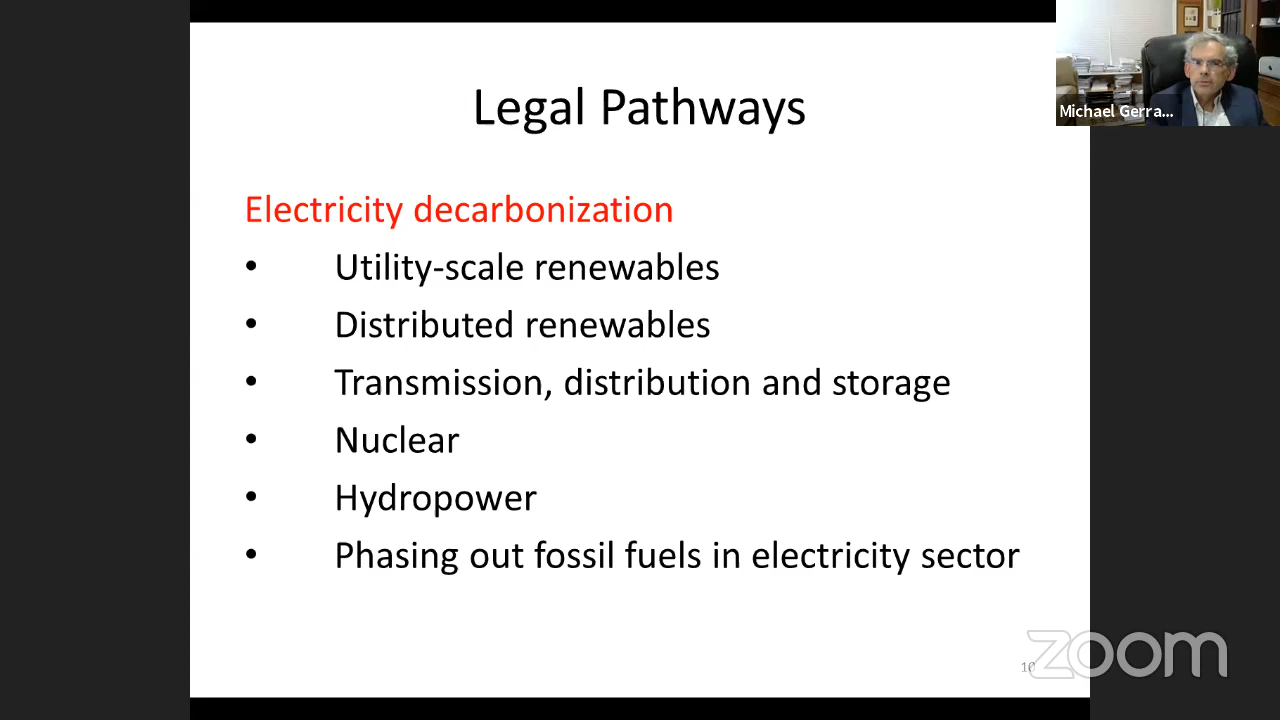 Legal Pathways
Michael Gerra...
Electricity decarbonization
• Utility-scale renewables
• Distributed renewables
• Transmission, distribution and storage
• Nuclear
• Hydropower
• Phasing out fossil fuels in electricity sector
10
zoom